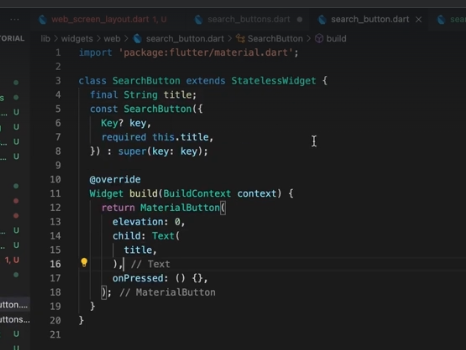 web_screen_layout.dart 1, U
search_buttons.dart
search_button.dart
search
TORIAL
lib > widgets > web > search_button.dart > SearchButton > build
1 import 'package:flutter/material.dart';
2
3 class SearchButton extends StatelessWidget {
4 final String title;
5 const SearchButton({
6 Key? key,
7 required this.title,
8 }) : super(key: key);
9
10 @override
11 Widget build(BuildContext context) {
12 return MaterialButton(
13 elevation: 0,
14 child: Text(
15 title,
16 ), // Text
17 onPressed: () {},
18 ); // MaterialButton
19 }
20 }
21
s
... U
... U
... U
1, U
U
utton....
uttons...
U
U